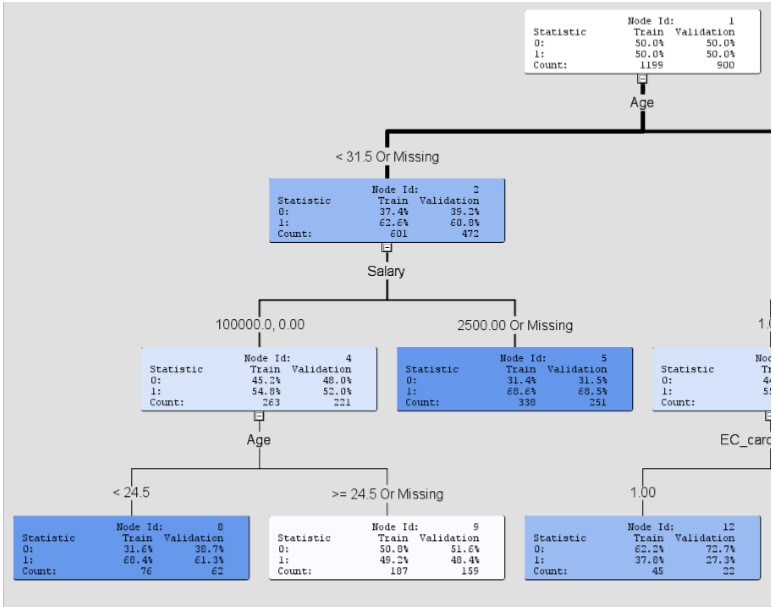 Node Id: 1
Statistic Train Validation
0: 50.0% 50.0%
1: 50.0% 50.0%
Count: 1199 900
Age
< 31.5 Or Missing
Node Id: 2
Statistic Train Validation
0: 37.4% 39.2%
1: 62.6% 60.8%
Count: 601 472
Salary
100000.0, 0.00
2500.00 Or Missing
1.0
Node Id: 4
Statistic Train Validation
0: 45.2% 48.0%
1: 54.8% 52.0%
Count: 263 221
Node Id: 5
Statistic Train Validation
0: 31.4% 31.5%
1: 68.6% 68.5%
Count: 338 251
Statistic
0: 44
1: 55
Count:
Age
EC_card
< 24.5
>= 24.5 Or Missing
1.00
Node Id: 8
Statistic Train Validation
0: 31.6% 38.7%
1: 68.4% 61.3%
Count: 76 62
Node Id: 9
Statistic Train Validation
0: 50.8% 51.6%
1: 49.2% 48.4%
Count: 187 159
Node Id: 12
Statistic Train Validation
0: 62.2% 72.7%
1: 37.8% 27.3%
Count: 45 22